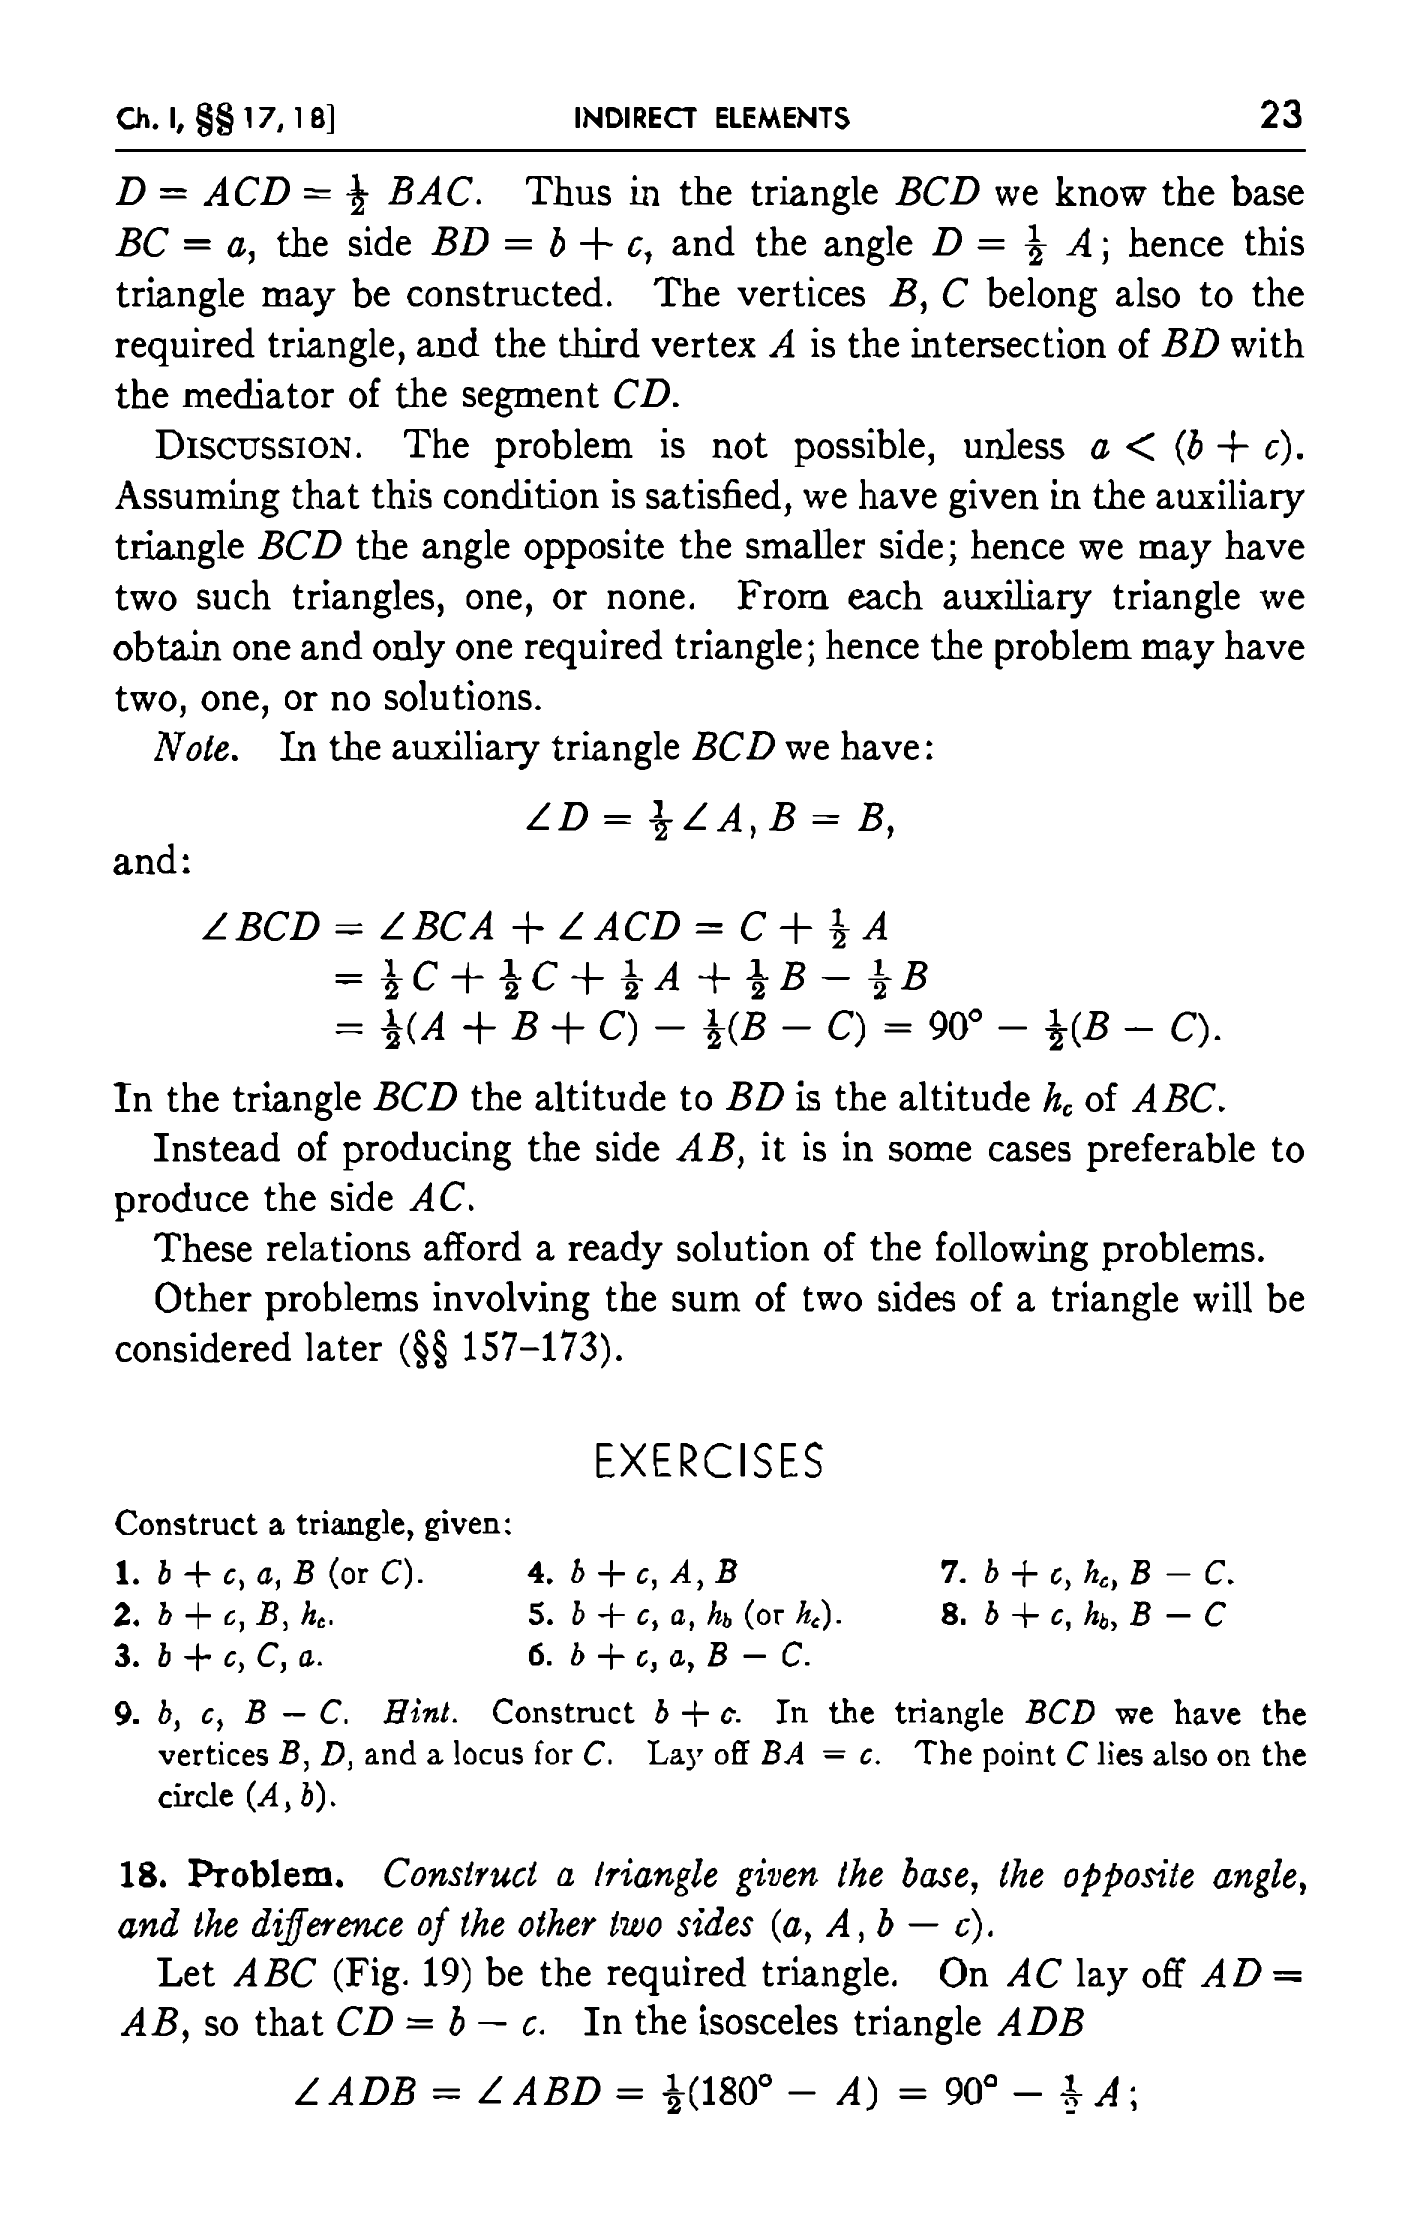 Ch. I, §§ 17, 18] INDIRECT ELEMENTS 23
D = ACD = ½ BAC. Thus in the triangle BCD we know the base
BC = a, the side BD = b + c, and the angle D = ½ A; hence this
triangle may be constructed. The vertices B, C belong also to the
required triangle, and the third vertex A is the intersection of BD with
the mediator of the segment CD.
DISCUSSION. The problem is not possible, unless a < (b + c).
Assuming that this condition is satisfied, we have given in the auxiliary
triangle BCD the angle opposite the smaller side; hence we may have
two such triangles, one, or none. From each auxiliary triangle we
obtain one and only one required triangle; hence the problem may have
two, one, or no solutions.
Note. In the auxiliary triangle BCD we have:
∠D = ½∠A, B = B,
and:
∠BCD = ∠BCA + ∠ACD = C + ½ A
= ½C + ½C + ½A + ½B − ½B
= ½(A + B + C) − ½(B − C) = 90° − ½(B − C).
In the triangle BCD the altitude to BD is the altitude h_c of ABC.
Instead of producing the side AB, it is in some cases preferable to
produce the side AC.
These relations afford a ready solution of the following problems.
Other problems involving the sum of two sides of a triangle will be
considered later (§§ 157–173).
EXERCISES
Construct a triangle, given:
1. b + c, a, B (or C). 4. b + c, A, B 7. b + c, h_c, B − C.
2. b + c, B, h_c. 5. b + c, a, h_b (or h_c). 8. b + c, h_b, B − C
3. b + c, C, a. 6. b + c, a, B − C.
9. b, c, B − C. Hint. Construct b + c. In the triangle BCD we have the
vertices B, D, and a locus for C. Lay off BA = c. The point C lies also on the
circle (A, b).
18. Problem. Construct a triangle given the base, the opposite angle,
and the difference of the other two sides (a, A, b − c).
Let ABC (Fig. 19) be the required triangle. On AC lay off AD =
AB, so that CD = b − c. In the isosceles triangle ADB
∠ADB = ∠ABD = ½(180° − A) = 90° − ½ A;